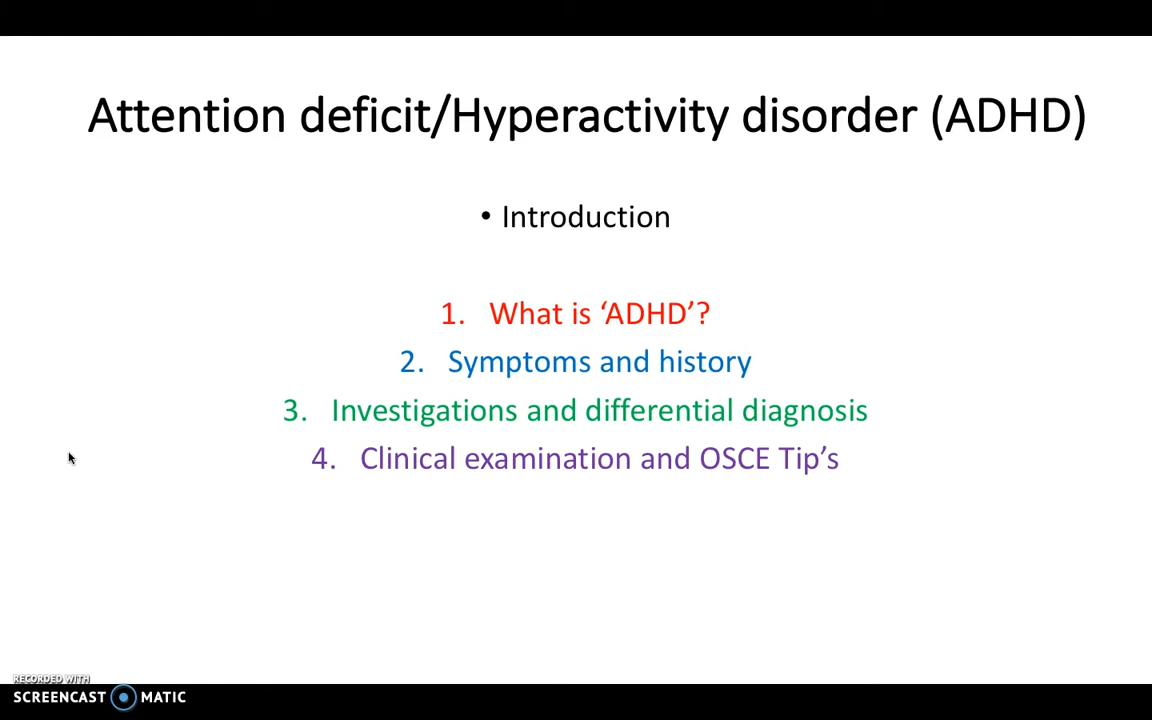 Attention deficit/Hyperactivity disorder (ADHD)
• Introduction
1. What is ‘ADHD’?
2. Symptoms and history
3. Investigations and differential diagnosis
4. Clinical examination and OSCE Tip’s
RECORDED WITH
SCREENCAST MATIC